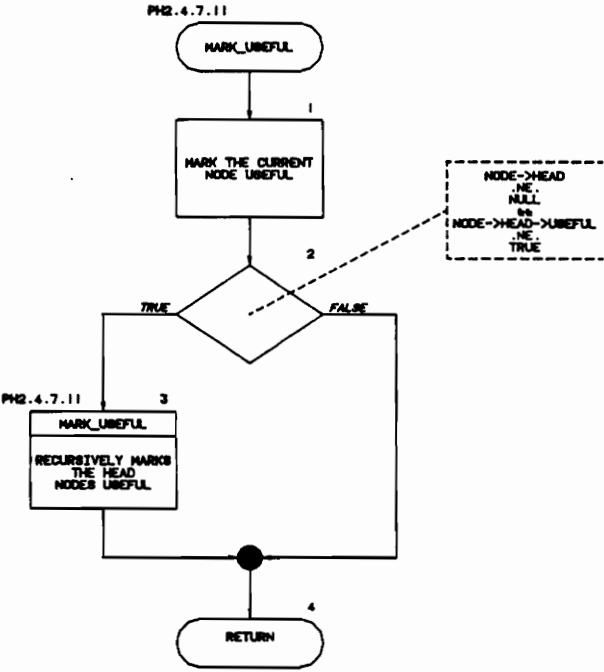 PH2.4.7.11
MARK_USEFUL
1
MARK THE CURRENT
NODE USEFUL
NODE->HEAD
.NE.
NULL
&&
NODE->HEAD->USEFUL
.NE.
TRUE
2
TRUE
FALSE
PH2.4.7.11
3
MARK_USEFUL
RECURSIVELY MARKS
THE HEAD
NODES USEFUL
4
RETURN